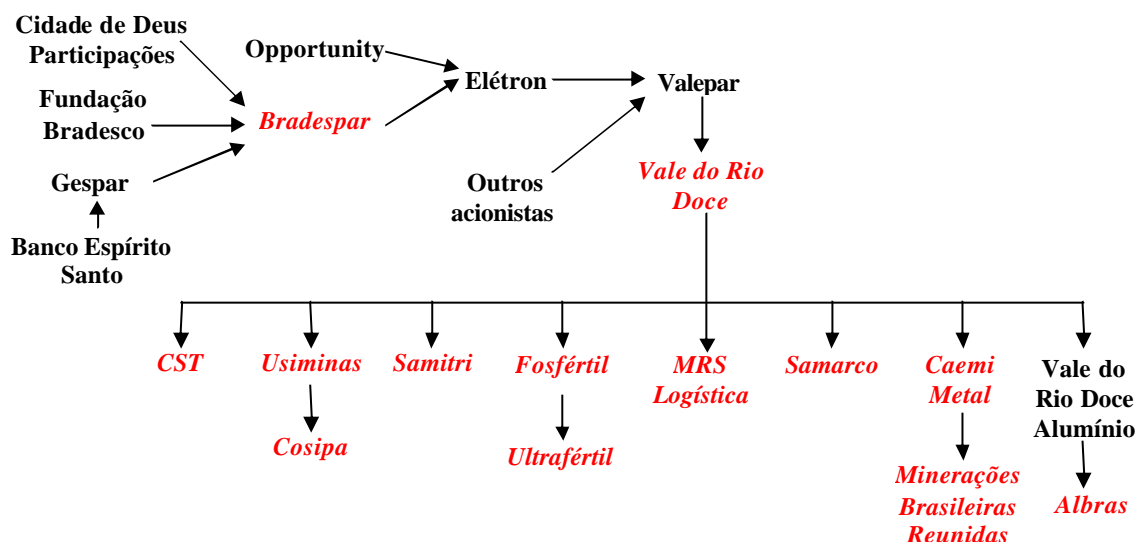 Cidade de Deus
Participações
Opportunity
Elétron
Valepar
Fundação
Bradesco
Bradespar
Gespar
Outros
acionistas
Vale do Rio
Doce
Banco Espírito
Santo
CST
Usiminas
Samitri
Fosfértil
MRS
Logística
Samarco
Caemi
Metal
Vale do
Rio Doce
Alumínio
Cosipa
Ultrafértil
Minerações
Brasileiras
Reunidas
Albras